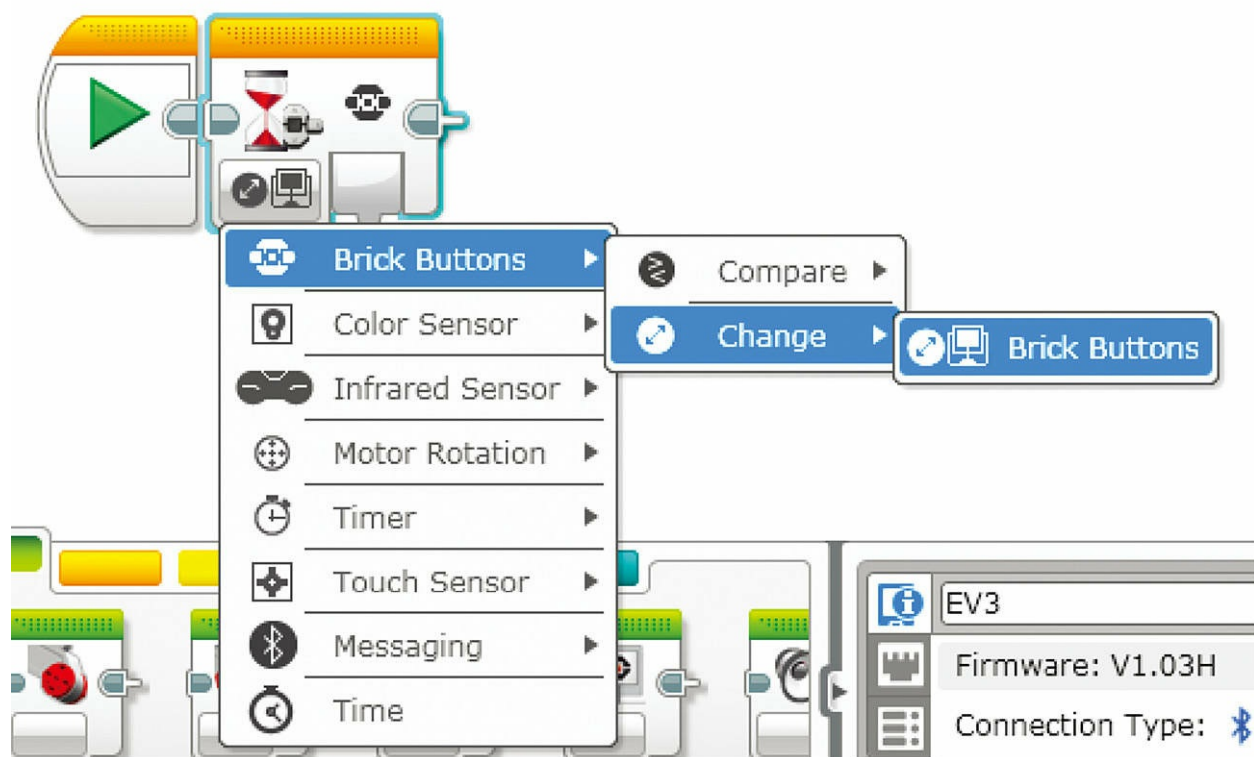 Brick Buttons
Compare
Color Sensor
Change
Brick Buttons
Infrared Sensor
Motor Rotation
Timer
Touch Sensor
Messaging
Time
EV3
Firmware: V1.03H
Connection Type: